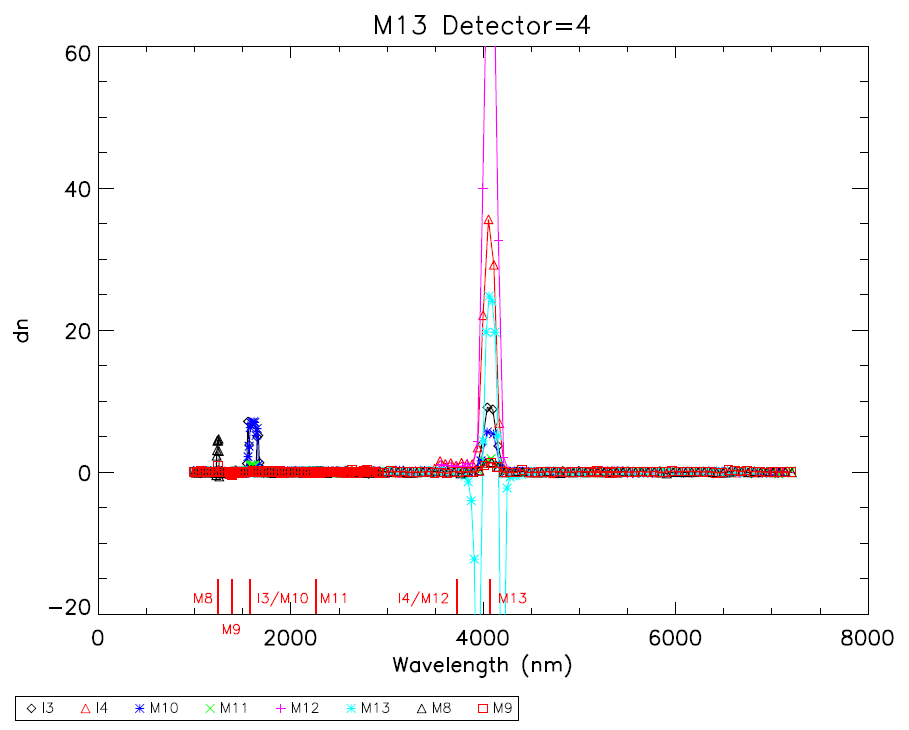 M13 Detector=4
60
40
20
0
-20
dn
M8 I3/M10 M11 I4/M12 M13
M9
0 2000 4000 6000 8000
Wavelength (nm)
I3 I4 M10 M11 M12 M13 M8 M9